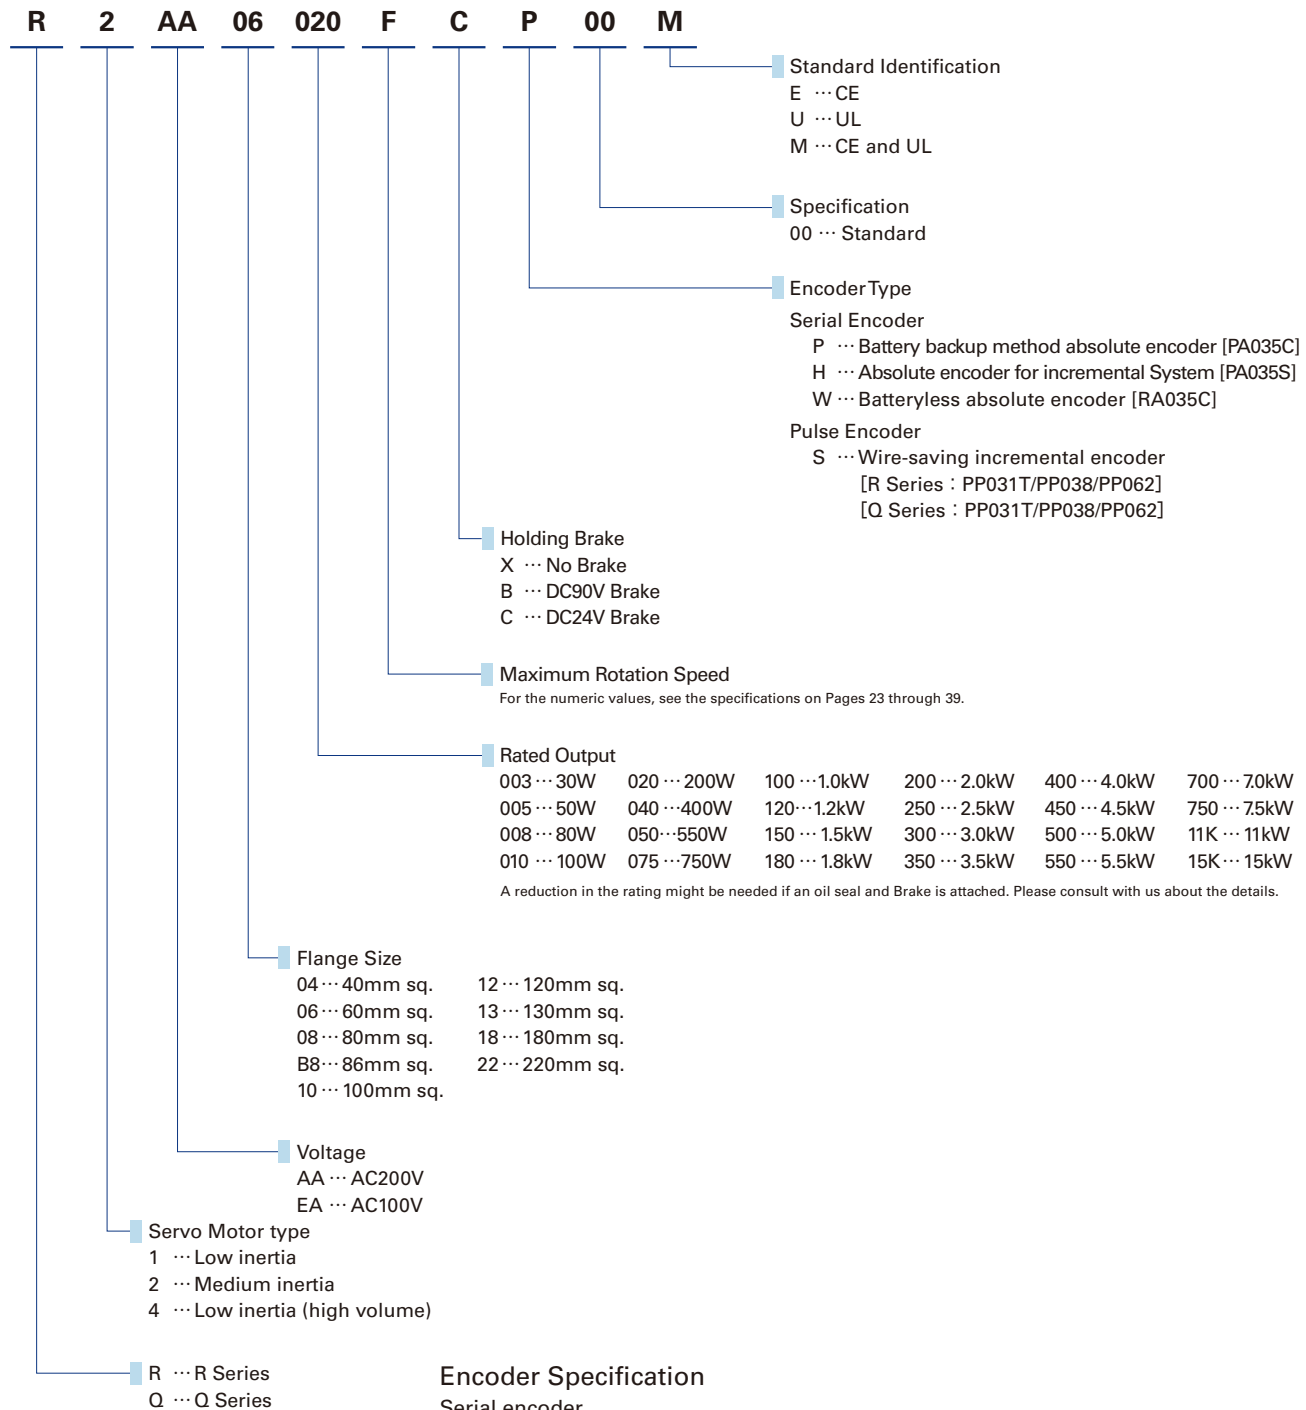 R 2 AA 06 020 F C P 00 M
Standard Identification
E ··· CE
U ··· UL
M ··· CE and UL
Specification
00 ··· Standard
Encoder Type
Serial Encoder
P ··· Battery backup method absolute encoder [PA035C]
H ··· Absolute encoder for incremental System [PA035S]
W ··· Batteryless absolute encoder [RA035C]
Pulse Encoder
S ··· Wire-saving incremental encoder
[R Series : PP031T/PP038/PP062]
[Q Series : PP031T/PP038/PP062]
Holding Brake
X ··· No Brake
B ··· DC90V Brake
C ··· DC24V Brake
Maximum Rotation Speed
For the numeric values, see the specifications on Pages 23 through 39.
Rated Output
003 ··· 30W 020 ··· 200W 100 ··· 1.0kW 200 ··· 2.0kW 400 ··· 4.0kW 700 ··· 7.0kW
005 ··· 50W 040 ··· 400W 120 ··· 1.2kW 250 ··· 2.5kW 450 ··· 4.5kW 750 ··· 7.5kW
008 ··· 80W 050 ··· 550W 150 ··· 1.5kW 300 ··· 3.0kW 500 ··· 5.0kW 11K ··· 11kW
010 ··· 100W 075 ··· 750W 180 ··· 1.8kW 350 ··· 3.5kW 550 ··· 5.5kW 15K ··· 15kW
A reduction in the rating might be needed if an oil seal and Brake is attached. Please consult with us about the details.
Flange Size
04 ··· 40mm sq. 12 ··· 120mm sq.
06 ··· 60mm sq. 13 ··· 130mm sq.
08 ··· 80mm sq. 18 ··· 180mm sq.
B8 ··· 86mm sq. 22 ··· 220mm sq.
10 ··· 100mm sq.
Voltage
AA ··· AC200V
EA ··· AC100V
Servo Motor type
1 ··· Low inertia
2 ··· Medium inertia
4 ··· Low inertia (high volume)
R ··· R Series
Q ··· Q Series
Encoder Specification
Serial encoder